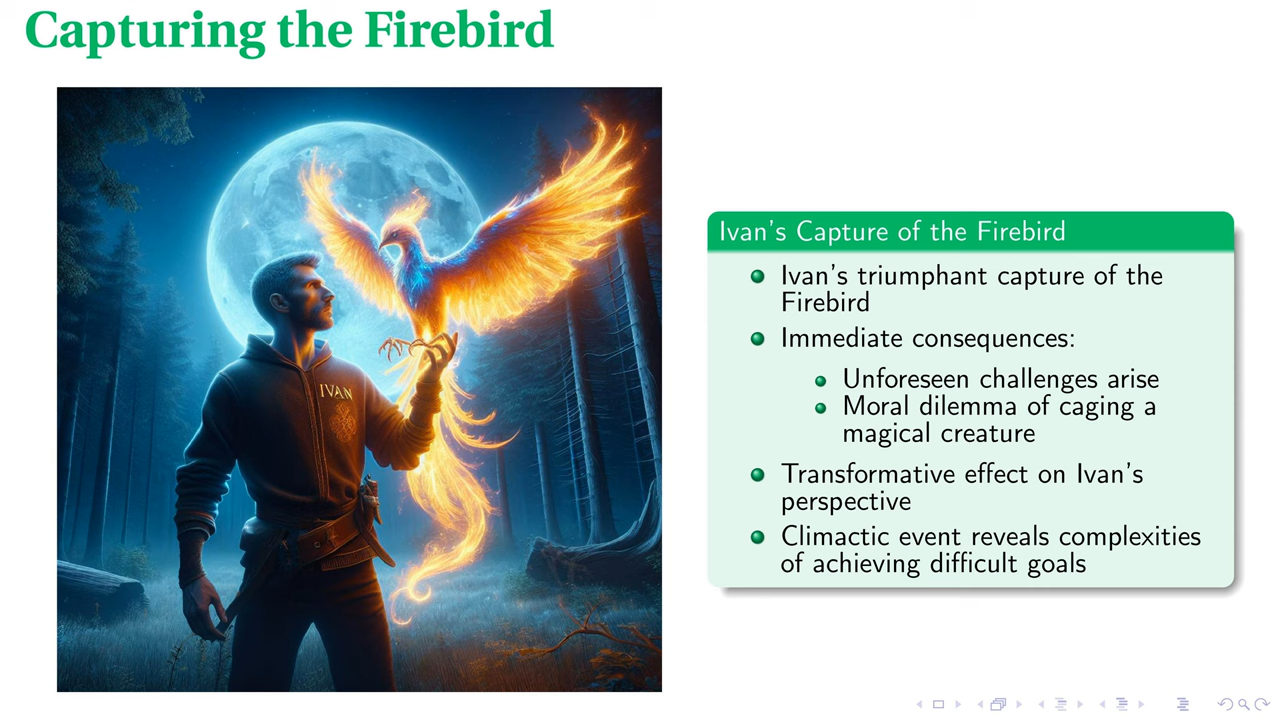 Capturing the Firebird
IVAN
Ivan's Capture of the Firebird
Ivan's triumphant capture of the
Firebird
Immediate consequences:
Unforeseen challenges arise
Moral dilemma of caging a
magical creature
Transformative effect on Ivan's
perspective
Climactic event reveals complexities
of achieving difficult goals